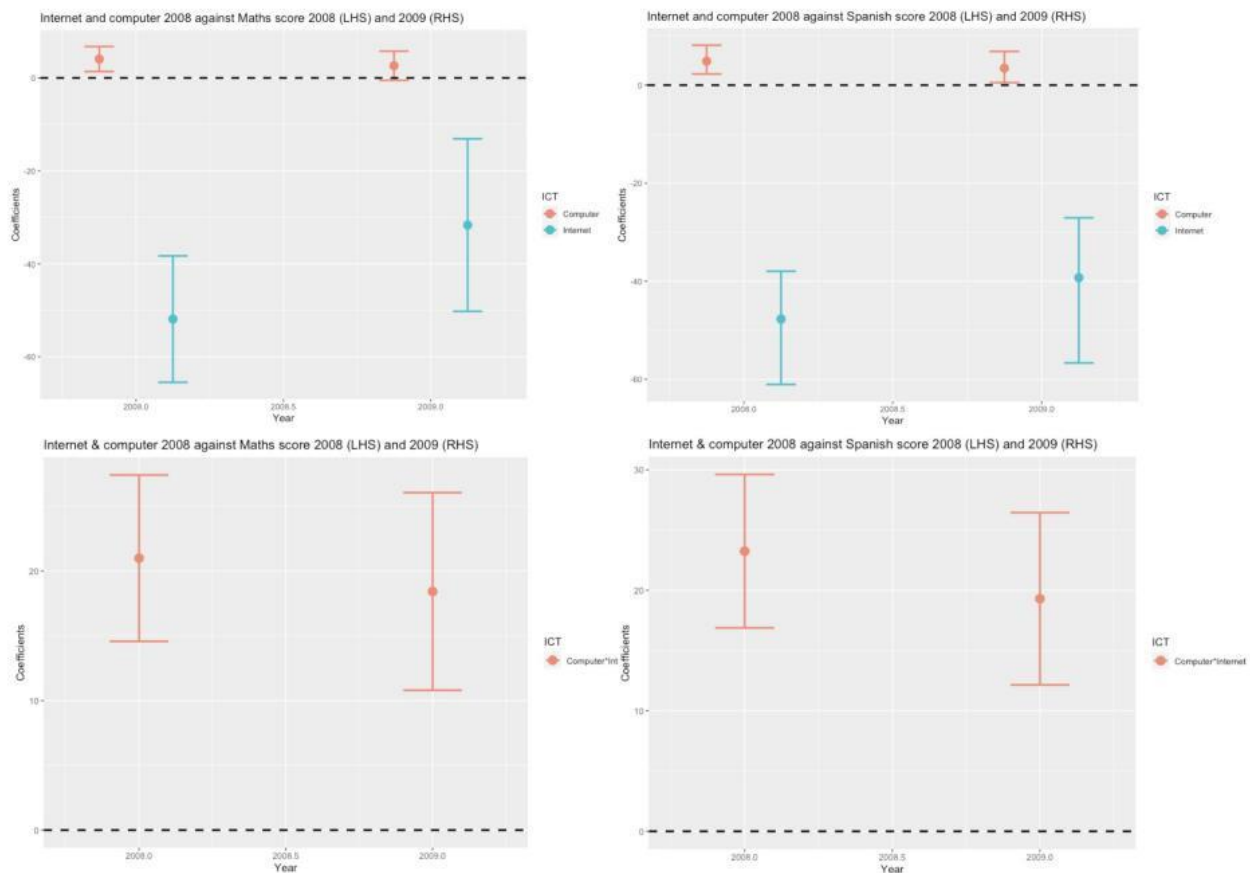 Internet and computer 2008 against Maths score 2008 (LHS) and 2009 (RHS)
0
-20
-40
-60
Coefficients
2008.0
2008.5
2009.0
Year
ICT
Computer
Internet
Internet and computer 2008 against Spanish score 2008 (LHS) and 2009 (RHS)
0
-20
-40
-60
Coefficients
2008.0
2008.5
2009.0
Year
ICT
Computer
Internet
Internet & computer 2008 against Maths score 2008 (LHS) and 2009 (RHS)
20
10
0
Coefficients
2008.0
2008.5
2009.0
Year
ICT
Computer*Int
Internet & computer 2008 against Spanish score 2008 (LHS) and 2009 (RHS)
30
20
10
0
Coefficients
2008.0
2008.5
2009.0
Year
ICT
Computer*Internet